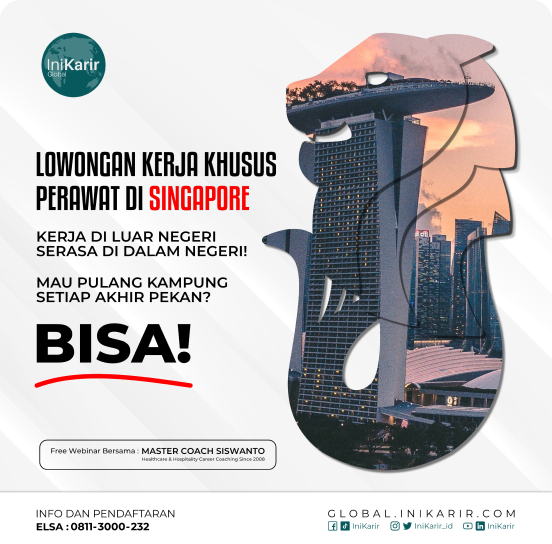 IniKarir
Global
LOWONGAN KERJA KHUSUS
PERAWAT DI SINGAPORE
KERJA DI LUAR NEGERI
SERASA DI DALAM NEGERI!
MAU PULANG KAMPUNG
SETIAP AKHIR PEKAN?
BISA!
Free Webinar Bersama : MASTER COACH SISWANTO
Healthcare & Hospitality Career Coaching Since 2008
INFO DAN PENDAFTARAN
ELSA : 0811-3000-232
GLOBAL.INIKARIR.COM
IniKarir IniKarir_id IniKarir